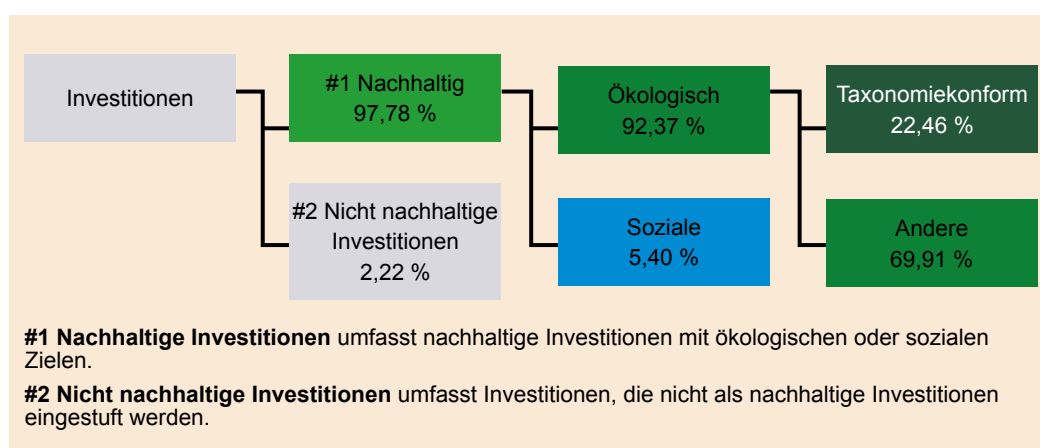 Investitionen
#1 Nachhaltig
97,78 %
Ökologisch
92,37 %
Taxonomiekonform
22,46 %
#2 Nicht nachhaltige
Investitionen
2,22 %
Soziale
5,40 %
Andere
69,91 %
#1 Nachhaltige Investitionen umfasst nachhaltige Investitionen mit ökologischen oder sozialen
Zielen.
#2 Nicht nachhaltige Investitionen umfasst Investitionen, die nicht als nachhaltige Investitionen
eingestuft werden.